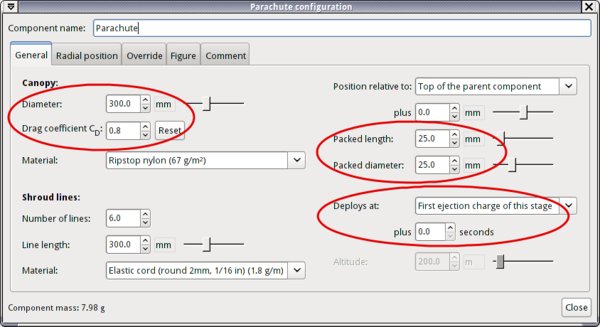 Parachute configuration
Component name: Parachute
General Radial position Override Figure Comment
Canopy:
Diameter: 300.0 mm
Drag coefficient CD: 0.8 Reset
Material: Ripstop nylon (67 g/m²)
Shroud lines:
Number of lines: 6.0
Line length: 300.0 mm
Material: Elastic cord (round 2mm, 1/16 in) (1.8 g/m)
Position relative to: Top of the parent component
plus 0.0 mm
Packed length: 25.0 mm
Packed diameter: 25.0 mm
Deploys at: First ejection charge of this stage
plus 0.0 seconds
Altitude: 200.0 m
Component mass: 7.98 g
Close